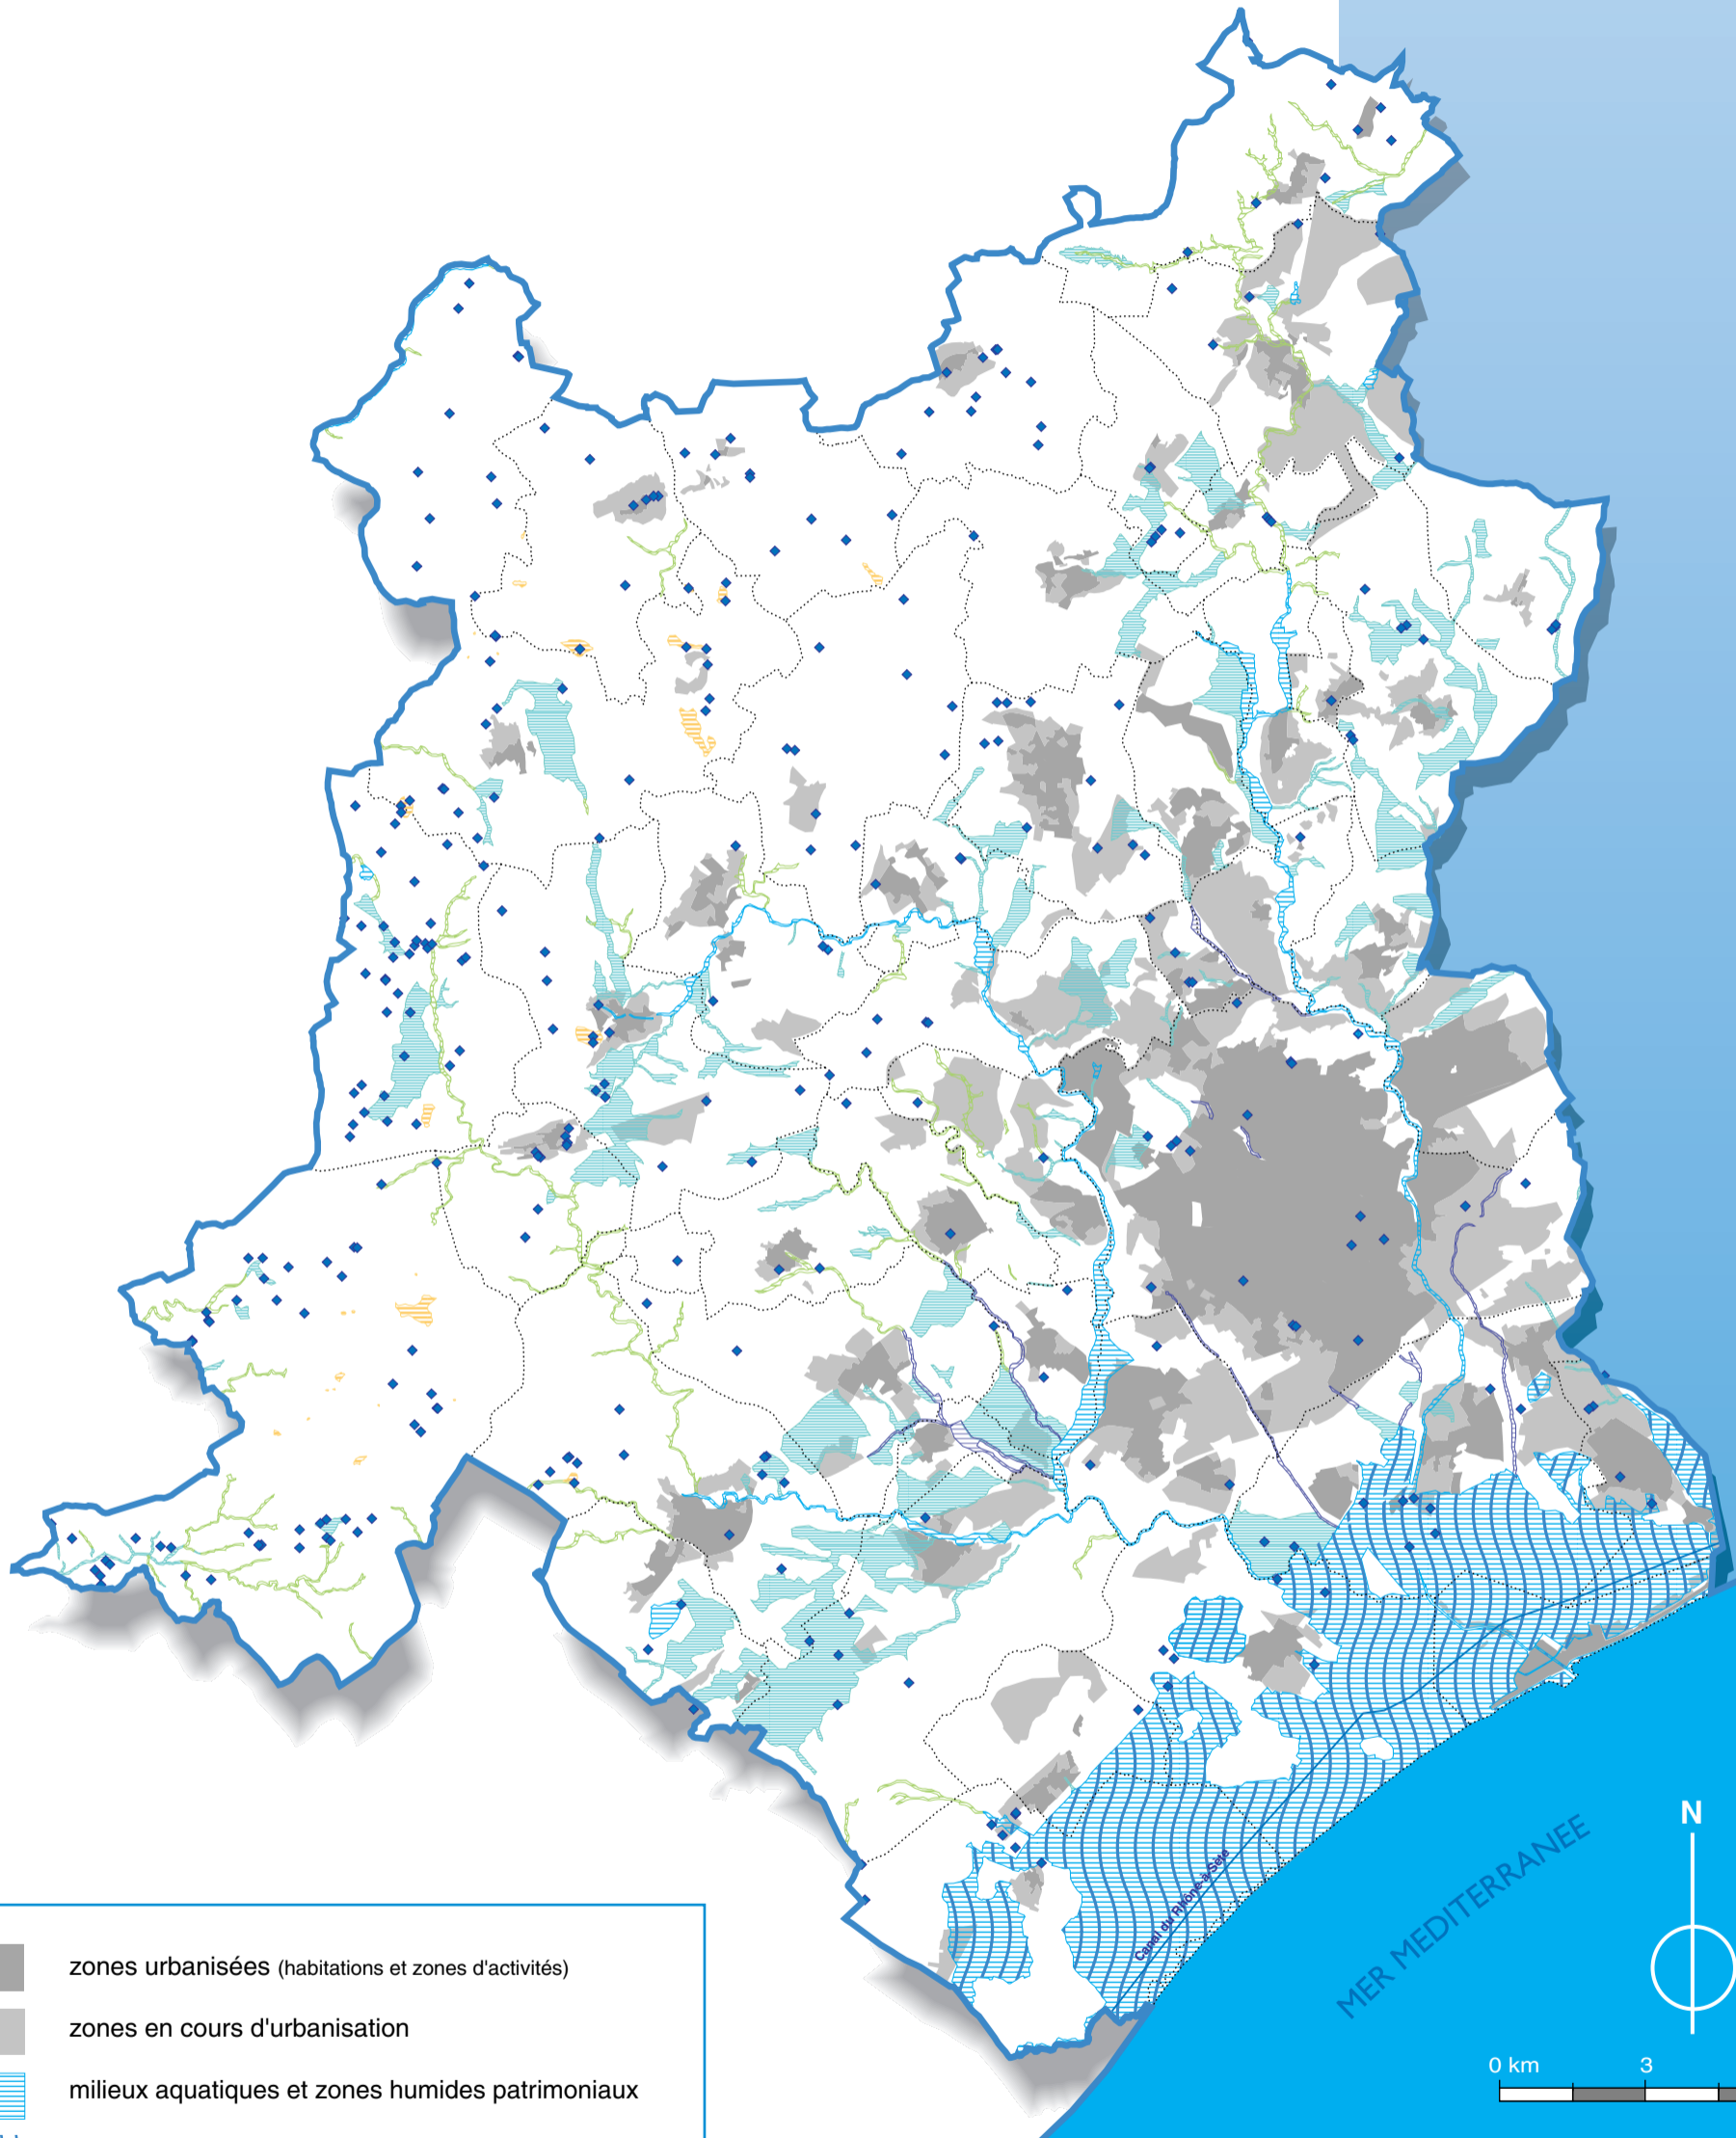 Canal du Rhône-à-Sète
MER MEDITERRANEE
N
0 km 3
zones urbanisées (habitations et zones d'activités)
zones en cours d'urbanisation
milieux aquatiques et zones humides patrimoniaux